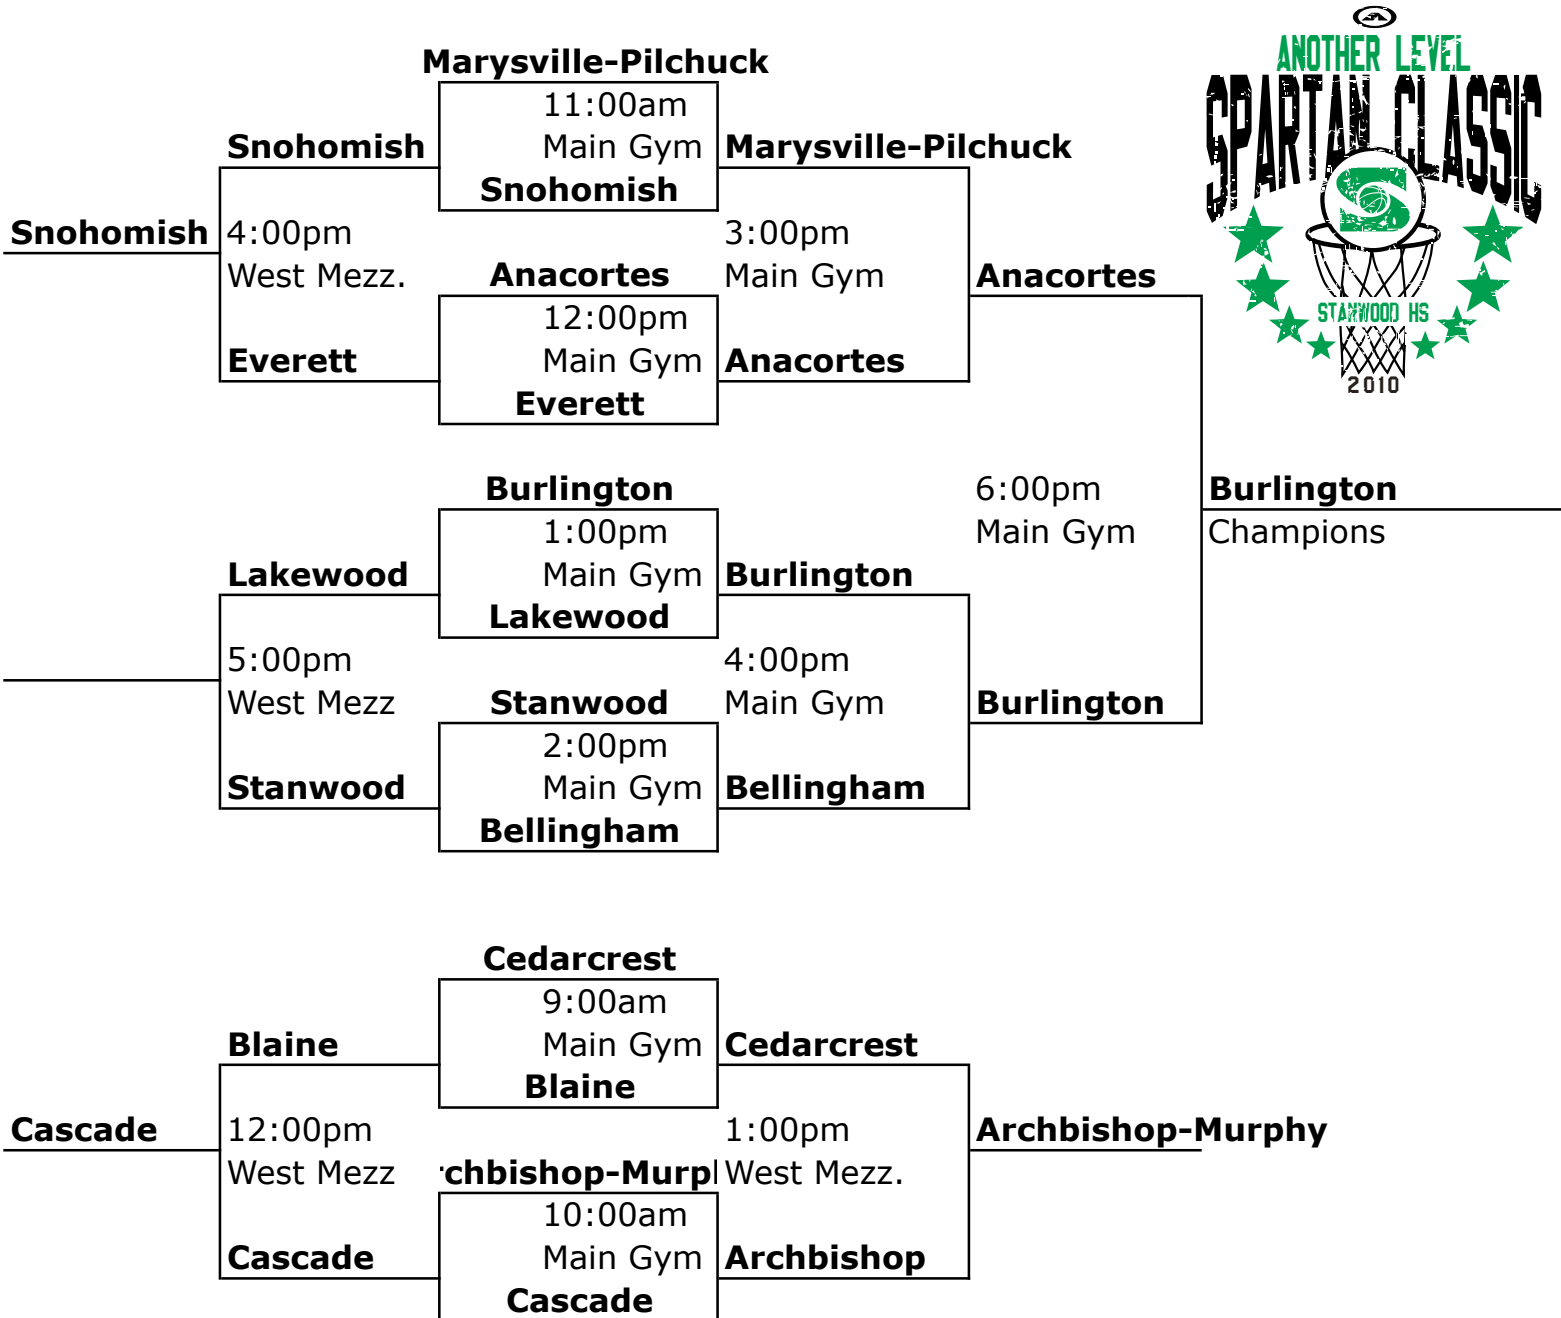 ANOTHER LEVEL
SPARTAN CLASSIC
S
STANWOOD HS
2010
Marysville-Pilchuck
11:00am
Snohomish Main Gym Marysville-Pilchuck
Snohomish
Snohomish 4:00pm 3:00pm
West Mezz. Anacortes Main Gym Anacortes
12:00pm
Everett Main Gym Anacortes
Everett
Burlington 6:00pm Burlington
1:00pm Main Gym Champions
Lakewood Main Gym Burlington
Lakewood
5:00pm 4:00pm
West Mezz Stanwood Main Gym Burlington
2:00pm
Stanwood Main Gym Bellingham
Bellingham
Cedarcrest
9:00am
Blaine Main Gym Cedarcrest
Blaine
Cascade 12:00pm 1:00pm Archbishop-Murphy
West Mezz rchbishop-Murp West Mezz.
10:00am
Cascade Main Gym Archbishop
Cascade